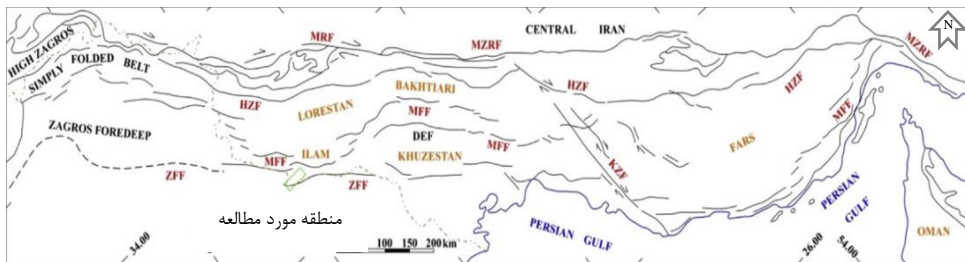 N
CENTRAL IRAN
MRF
MZRF
MZRF
HIGH ZAGROS
SIMPLY FOLDED BELT
HZF
BAKHTIARI
HZF
HZF
LORESTAN
MFF
MFF
ZAGROS FOREDEEP
DEF
FARS
MFF
ILAM
MFF
KHUZESTAN
KZF
ZFF
ZFF
PERSIAN GULF
PERSIAN GULF
OMAN
منطقه مورد مطالعه
34.00
100 150 200 km
26.00
54.00